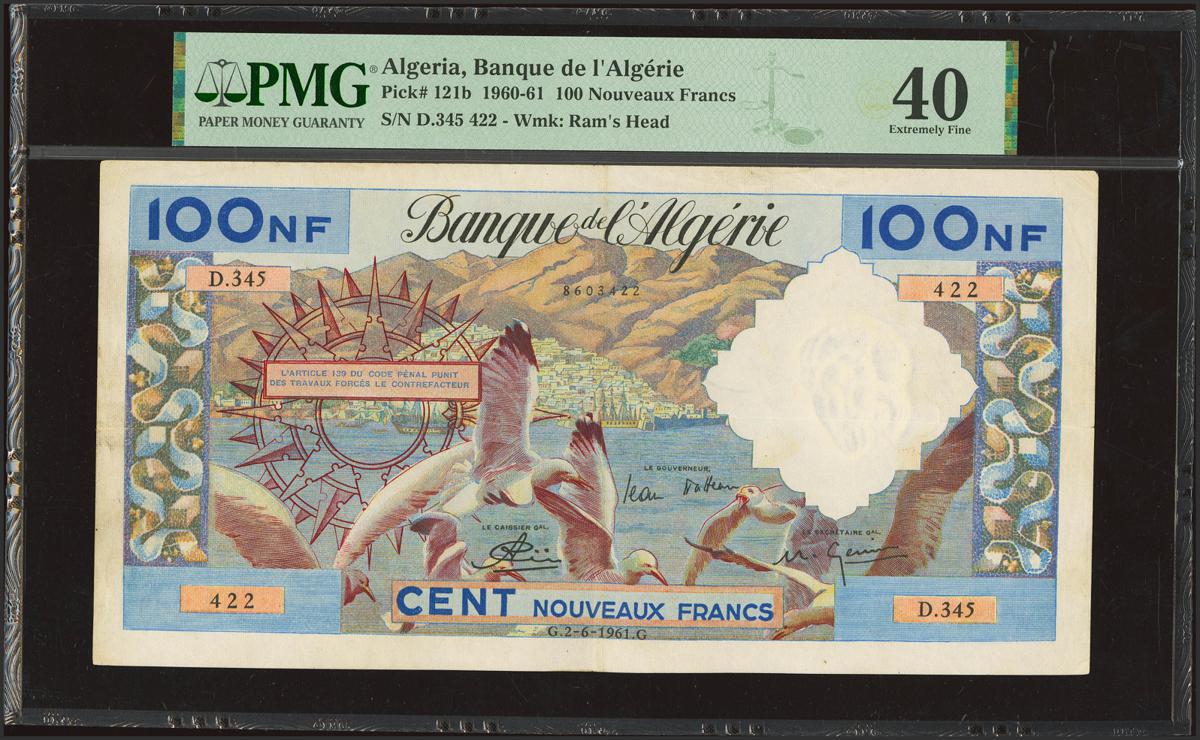 PMG®
PAPER MONEY GUARANTY
Algeria, Banque de l'Algérie
Pick# 121b 1960-61 100 Nouveaux Francs
S/N D.345 422 - Wmk: Ram's Head
40
Extremely Fine
100NF
Banque de l'Algérie
100NF
D.345
8603422
422
L'ARTICLE 139 DU CODE PÉNAL PUNIT
DES TRAVAUX FORCÉS LE CONTREFACTEUR
LE GOUVERNEUR,
LE CAISSIER GAL.
LE SECRÉTAIRE GAL.
422
CENT NOUVEAUX FRANCS
D.345
G.2-6-1961.G